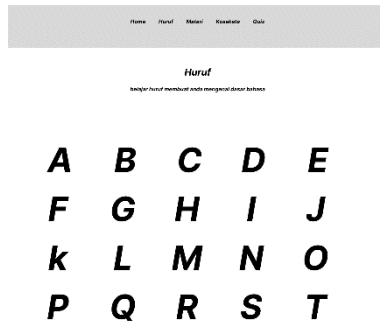 Home Huruf Materi Kosakata Quiz
Huruf
belajar huruf membuat anda mengenal dasar bahasa
A B C D E
F G H I J
k L M N O
P Q R S T